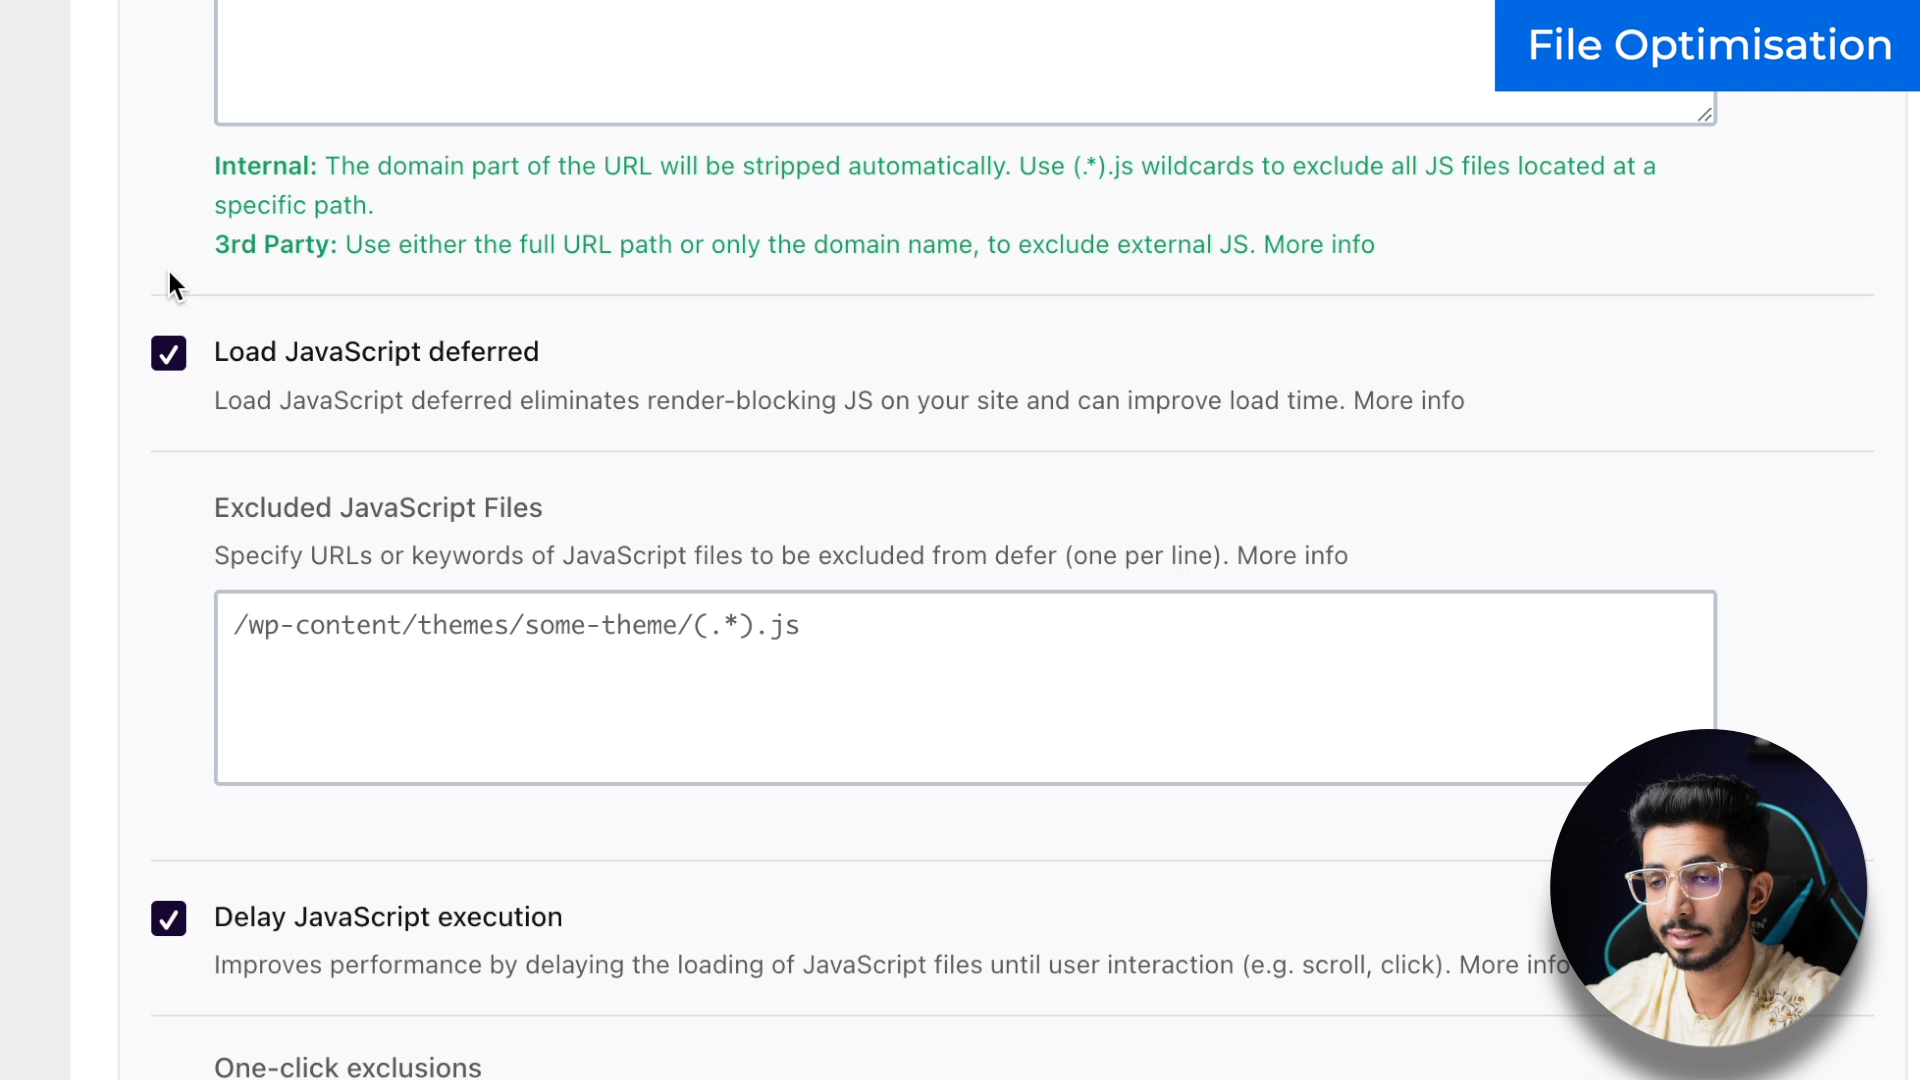 File Optimisation
Internal: The domain part of the URL will be stripped automatically. Use (.*).js wildcards to exclude all JS files located at a
specific path.
3rd Party: Use either the full URL path or only the domain name, to exclude external JS. More info
Load JavaScript deferred
Load JavaScript deferred eliminates render-blocking JS on your site and can improve load time. More info
Excluded JavaScript Files
Specify URLs or keywords of JavaScript files to be excluded from defer (one per line). More info
/wp-content/themes/some-theme/(.*).js
Delay JavaScript execution
Improves performance by delaying the loading of JavaScript files until user interaction (e.g. scroll, click). More info
One-click exclusions